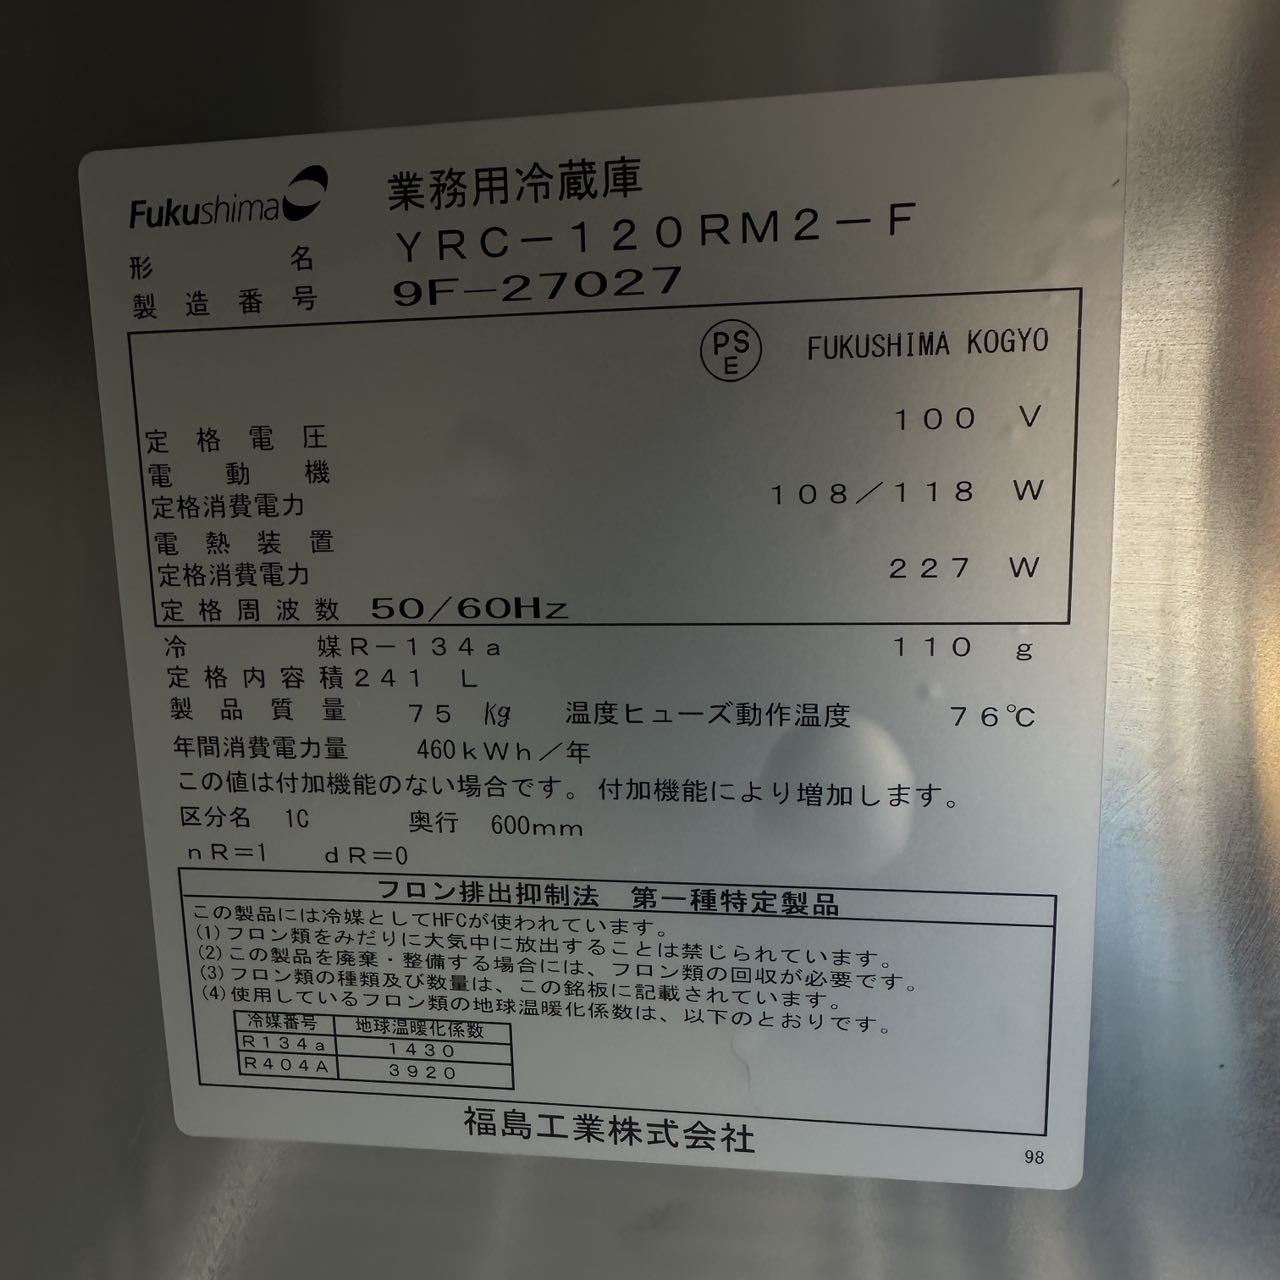 Fukushima 業務用冷蔵庫
形名 YRC-120RM2-F
製造番号 9F-27027
PSE FUKUSHIMA KOGYO
定格電圧 100 V
電動機
定格消費電力 108/118 W
電熱装置
定格消費電力 227 W
定格周波数 50/60Hz
冷媒 R-134a 110 g
定格内容積 241 L
製品質量 75 kg 温度ヒューズ動作温度 76℃
年間消費電力量 460kWh/年
この値は付加機能のない場合です。付加機能により増加します。
区分名 1C 奥行 600mm
nR=1 dR=0
フロン排出抑制法 第一種特定製品
この製品には冷媒としてHFCが使われています。
(1)フロン類をみだりに大気中に放出することは禁じられています。
(2)この製品を廃棄・整備する場合には、フロン類の回収が必要です。
(3)フロン類の種類及び数量は、この銘板に記載されています。
(4)使用しているフロン類の地球温暖化係数は、以下のとおりです。
冷媒番号 地球温暖化係数
R134a 1430
R404A 3920
福島工業株式会社
98